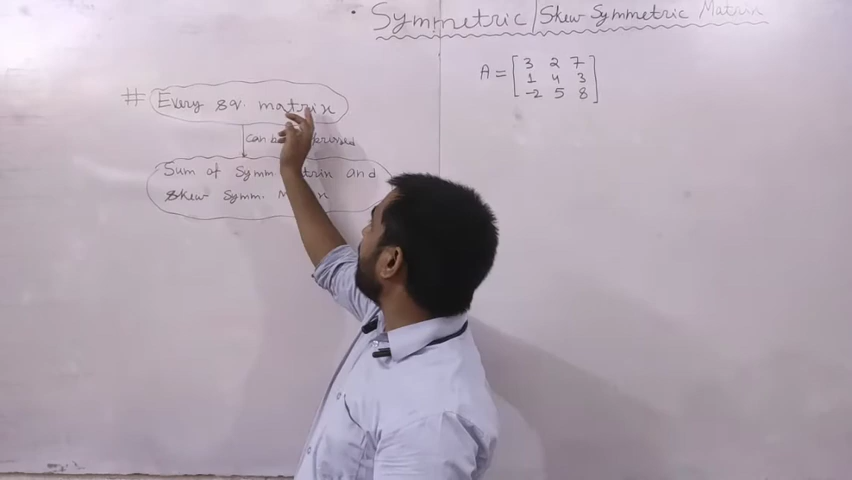 • Symmetric/Skew Symmetric Matrix
# Every sq. matrix
can be
Sum of Symm. and
Skew Symm.
A = [ 3 2 7
1 4 3
-2 5 8 ]